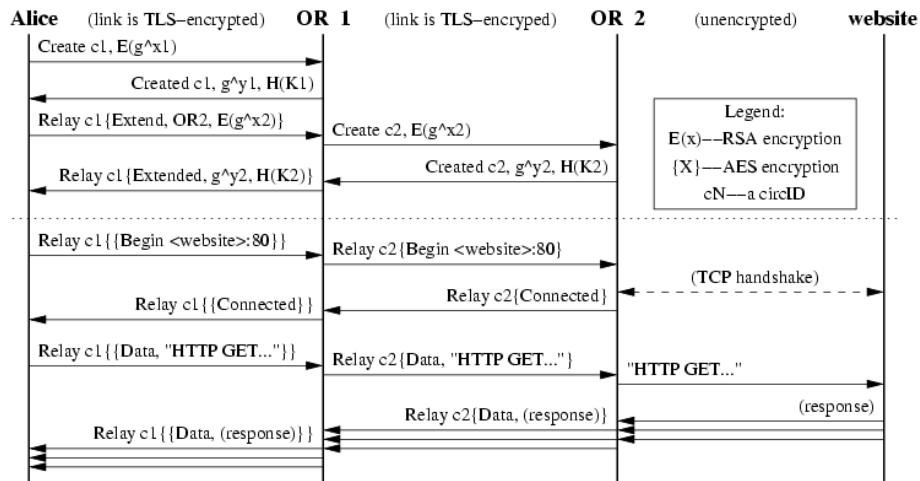 Alice (link is TLS−encrypted) OR 1 (link is TLS−encryped) OR 2 (unencrypted) website
Create c1, E(g^x1)
Created c1, g^y1, H(K1)
Relay c1{Extend, OR2, E(g^x2)}
Create c2, E(g^x2)
Created c2, g^y2, H(K2)
Relay c1{Extended, g^y2, H(K2)}
Legend:
E(x)−−RSA encryption
{X}−−AES encryption
cN−−a circID
Relay c1{{Begin <website>:80}}
Relay c2{Begin <website>:80}
(TCP handshake)
Relay c2{Connected}
Relay c1{{Connected}}
Relay c1{{Data, "HTTP GET..."}}
Relay c2{Data, "HTTP GET..."}
"HTTP GET..."
(response)
Relay c2{Data, (response)}
Relay c1{{Data, (response)}}